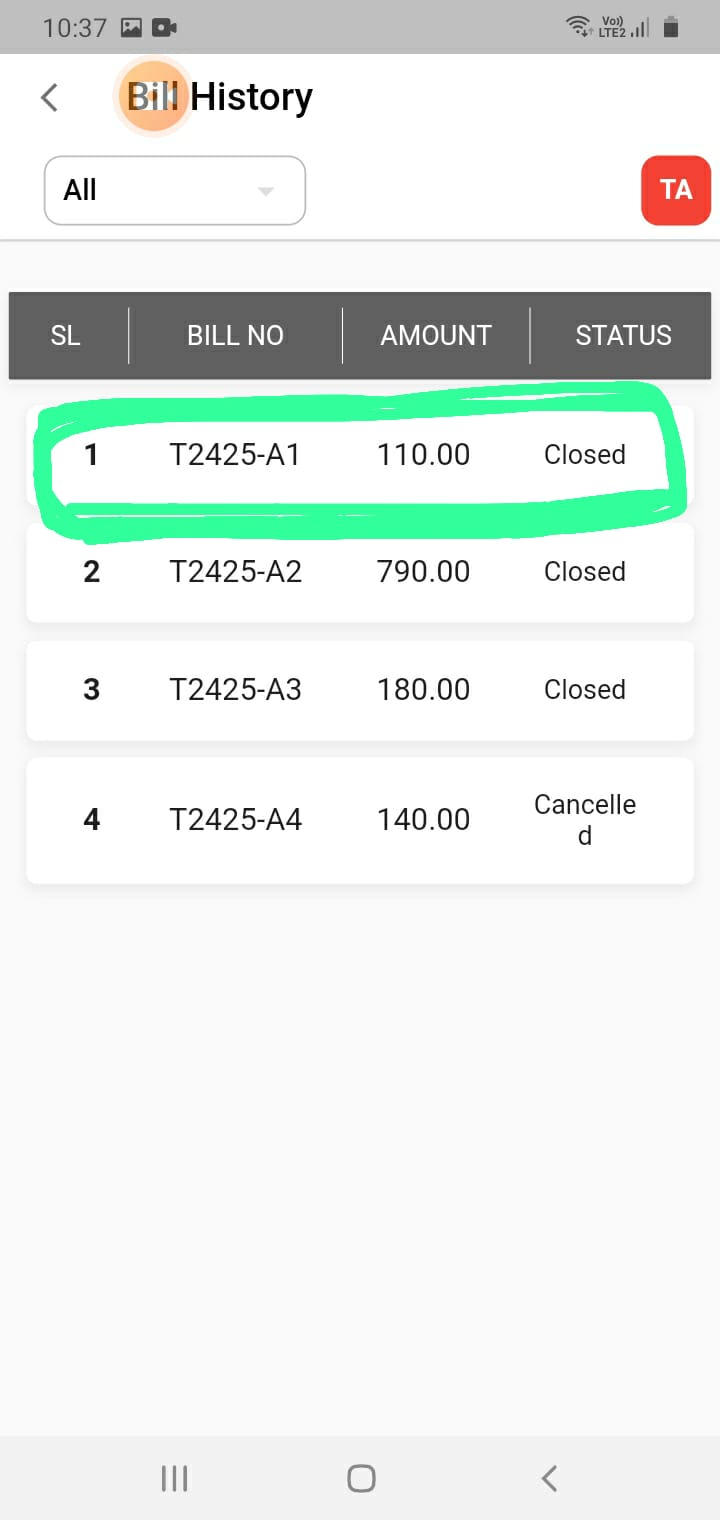 10:37 Vo)) LTE2
Bill History
All
TA
SL BILL NO AMOUNT STATUS
1 T2425-A1 110.00 Closed
2 T2425-A2 790.00 Closed
3 T2425-A3 180.00 Closed
4 T2425-A4 140.00 Cancelle
d